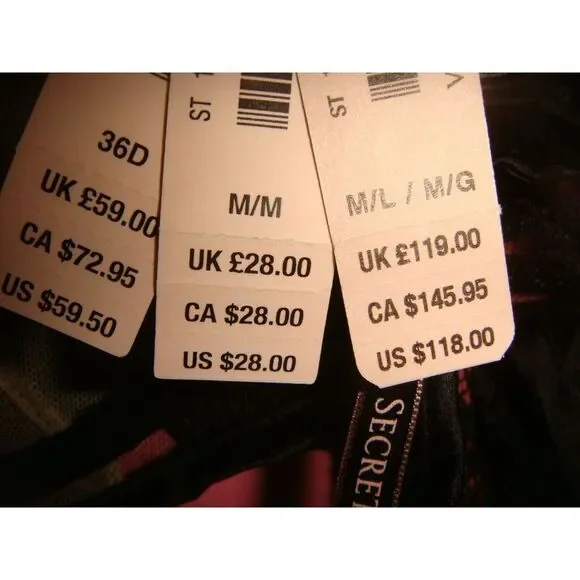 36D
UK £59.00
CA $72.95
US $59.50
ST 1
M/M
UK £28.00
CA $28.00
US $28.00
ST
V
M/L / M/G
UK £119.00
CA $145.95
US $118.00
SECRET